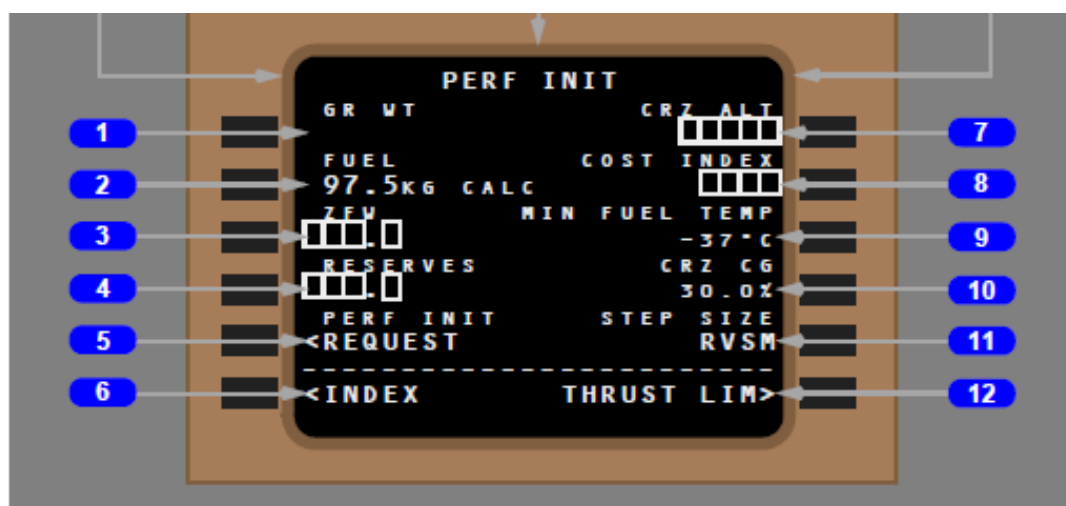 PERF INIT
GR WT CRZ ALT
1 7
FUEL COST INDEX
2 97.5KG CALC 8
ZFW MIN FUEL TEMP
3 . -37°C 9
RESERVES CRZ CG
4 . 30.0% 10
PERF INIT STEP SIZE
5 <REQUEST RVSM 11
------------------------
6 <INDEX THRUST LIM> 12